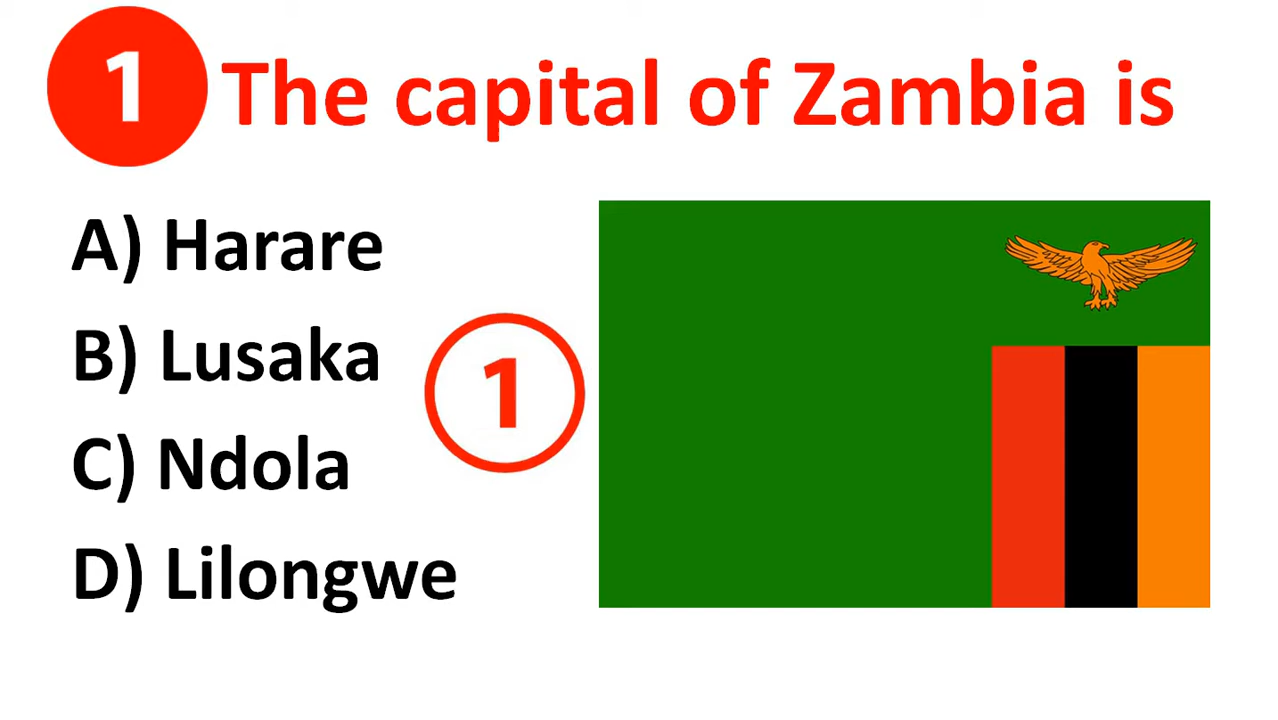 1 The capital of Zambia is
A) Harare
B) Lusaka
1
C) Ndola
D) Lilongwe